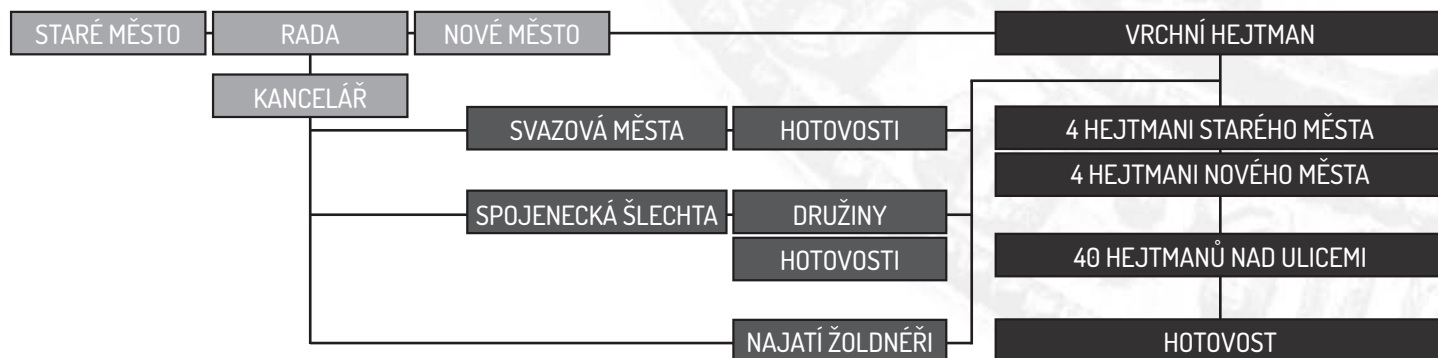 STARÉ MĚSTO
RADA
NOVÉ MĚSTO
VRCHNÍ HEJTMAN
KANCELÁŘ
SVAZOVÁ MĚSTA
HOTOVOSTI
4 HEJTMANI STARÉHO MĚSTA
4 HEJTMANI NOVÉHO MĚSTA
SPOJENECKÁ ŠLECHTA
DRUŽINY
HOTOVOSTI
40 HEJTMANŮ NAD ULICEMI
NAJATÍ ŽOLDNÉŘI
HOTOVOST